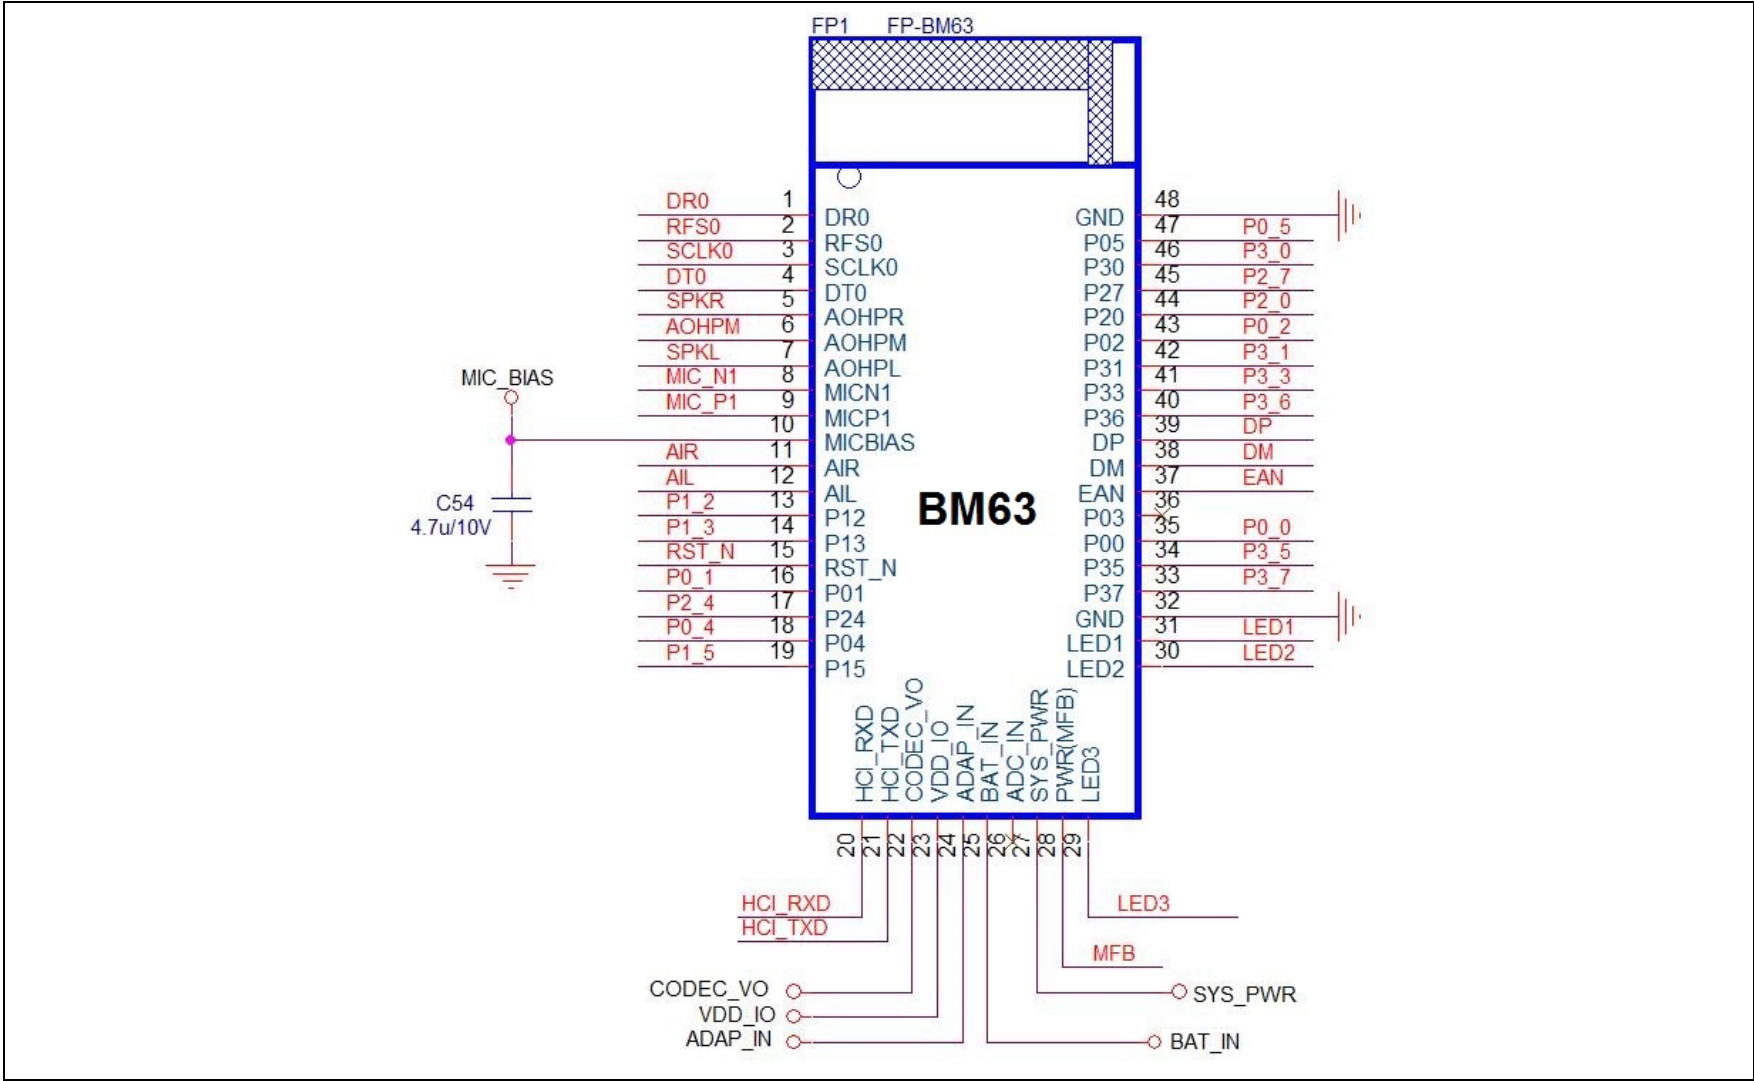 FP1 FP-BM63
DR0 1 DR0 GND 48
RFS0 2 RFS0 P05 47 P0_5
SCLK0 3 SCLK0 P30 46 P3_0
DT0 4 DT0 P27 45 P2_7
SPKR 5 AOHPR P20 44 P2_0
AOHPM 6 AOHPM P02 43 P0_2
SPKL 7 AOHPL P31 42 P3_1
MIC_N1 8 MICN1 P33 41 P3_3
MIC_P1 9 MICP1 P36 40 P3_6
MIC_BIAS
10 MICBIAS DP 39 DP
AIR 11 AIR DM 38 DM
AIL 12 AIL EAN 37 EAN
P1_2 13 P12 P03 36
P1_3 14 P13 P00 35 P0_0
RST_N 15 RST_N P35 34 P3_5
P0_1 16 P01 P37 33 P3_7
P2_4 17 P24 GND 32
P0_4 18 P04 LED1 31 LED1
P1_5 19 P15 LED2 30 LED2
C54
4.7u/10V
BM63
HCI_RXD
HCI_TXD
CODEC_VO
VDD_IO
ADAP_IN
BAT_IN
ADC_IN
SYS_PWR
PWR(MFB)
LED3
20
21
22
23
24
25
26
27
28
29
HCI_RXD LED3
HCI_TXD
MFB
CODEC_VO SYS_PWR
VDD_IO
ADAP_IN BAT_IN